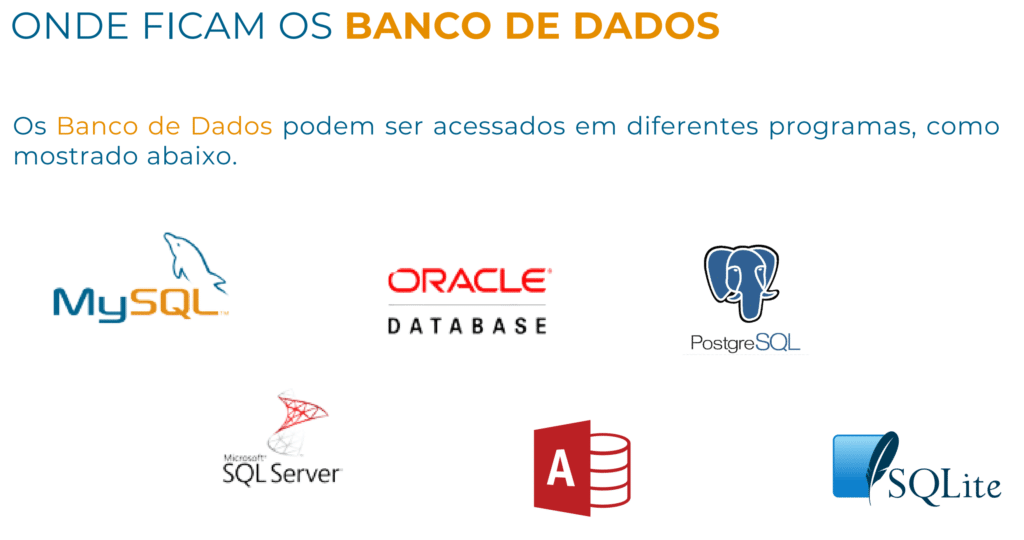 ONDE FICAM OS BANCO DE DADOS
Os Banco de Dados podem ser acessados em diferentes programas, como
mostrado abaixo.
MySQL™
ORACLE®
DATABASE
PostgreSQL
Microsoft®
SQL Server
A
SQLite